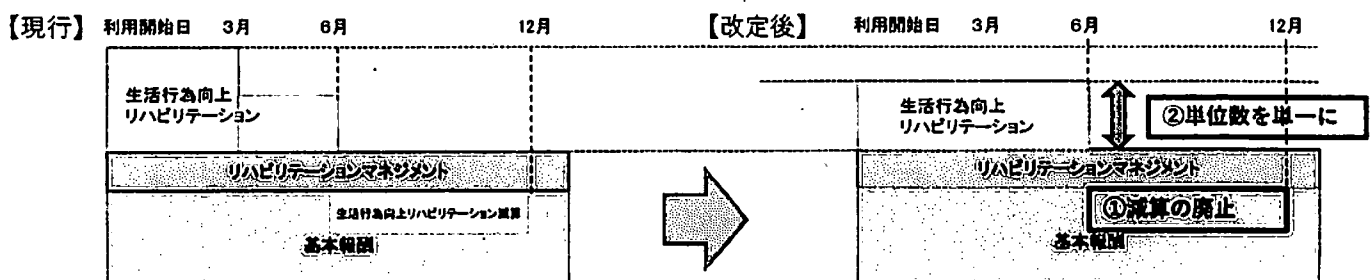 【現行】 利用開始日 3月 6月 12月
生活行為向上
リハビリテーション
リハビリテーションマネジメント
生活行為向上リハビリテーション減算
基本報酬
【改定後】 利用開始日 3月 6月 12月
生活行為向上
リハビリテーション
②単位数を単一に
リハビリテーションマネジメント
①減算の廃止
基本報酬